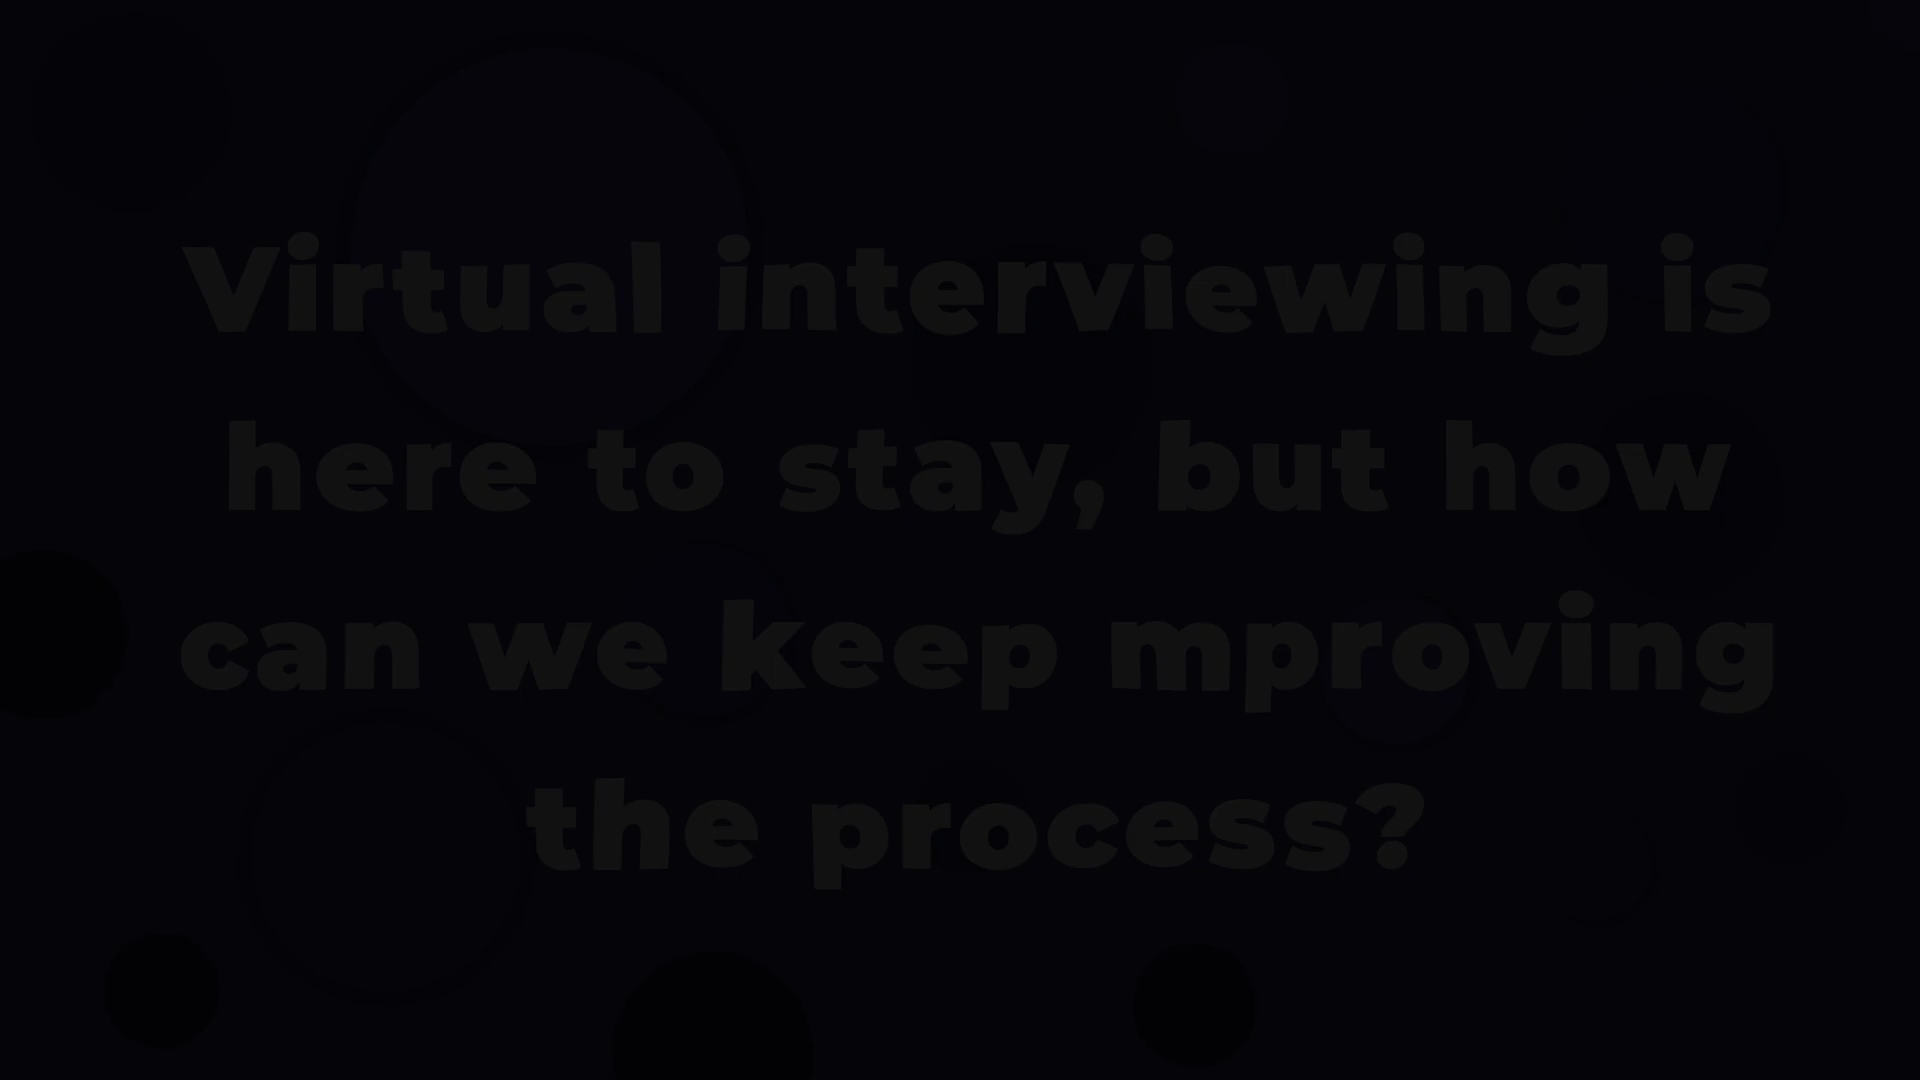 Virtual interviewing is
here to stay, but how
can we keep mproving
the process?